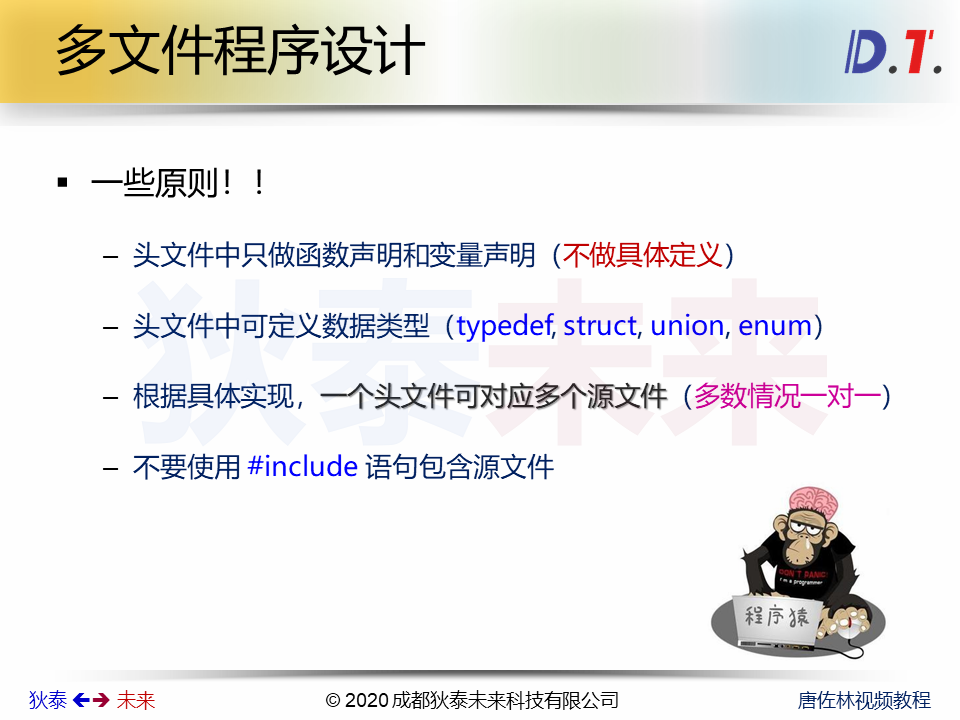 多文件程序设计
D.T.
一些原则！！
头文件中只做函数声明和变量声明（不做具体定义）
头文件中可定义数据类型（typedef, struct, union, enum）
根据具体实现，一个头文件可对应多个源文件（多数情况一对一）
不要使用 #include 语句包含源文件
狄泰未来
DON'T PANIC!
I'm a programmer
程序猿
狄泰 未来
© 2020 成都狄泰未来科技有限公司
唐佐林视频教程